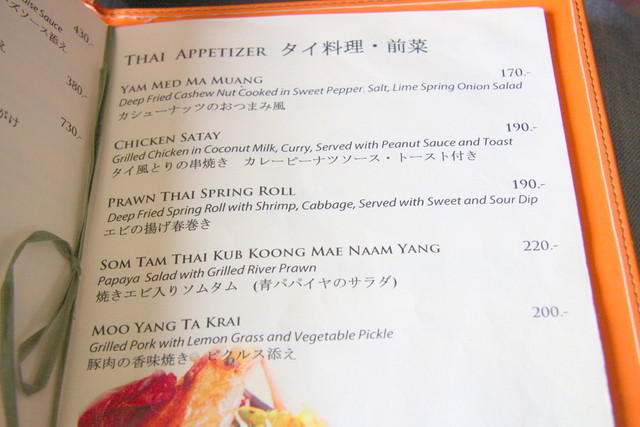 Sauce
430.-
ズソース添え
380.-
730.-
THAI APPETIZER タイ料理・前菜
YAM MED MA MUANG 170.-
Deep Fried Cashew Nut Cooked in Sweet Pepper. Salt, Lime Spring Onion Salad
カシューナッツのおつまみ風
CHICKEN SATAY 190.-
Grilled Chicken in Coconut Milk, Curry, Served with Peanut Sauce and Toast
タイ風とりの串焼き カレーピーナツソース・トースト付き
PRAWN THAI SPRING ROLL 190.-
Deep Fried Spring Roll with Shrimp, Cabbage, Served with Sweet and Sour Dip
エビの揚げ春巻き
SOM TAM THAI KUB KOONG MAE NAAM YANG 220.-
Papaya Salad with Grilled River Prawn
焼きエビ入りソムタム (青パパイヤのサラダ)
MOO YANG TA KRAI 200.-
Grilled Pork with Lemon Grass and Vegetable Pickle
豚肉の香味焼き ピクルス添え